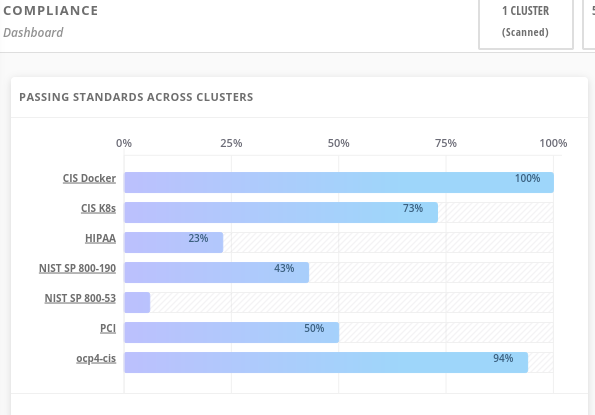 COMPLIANCE
Dashboard
1 CLUSTER
(Scanned)
PASSING STANDARDS ACROSS CLUSTERS
0% 25% 50% 75% 100%
CIS Docker 100%
CIS K8s 73%
HIPAA 23%
NIST SP 800-190 43%
NIST SP 800-53
PCI 50%
ocp4-cis 94%